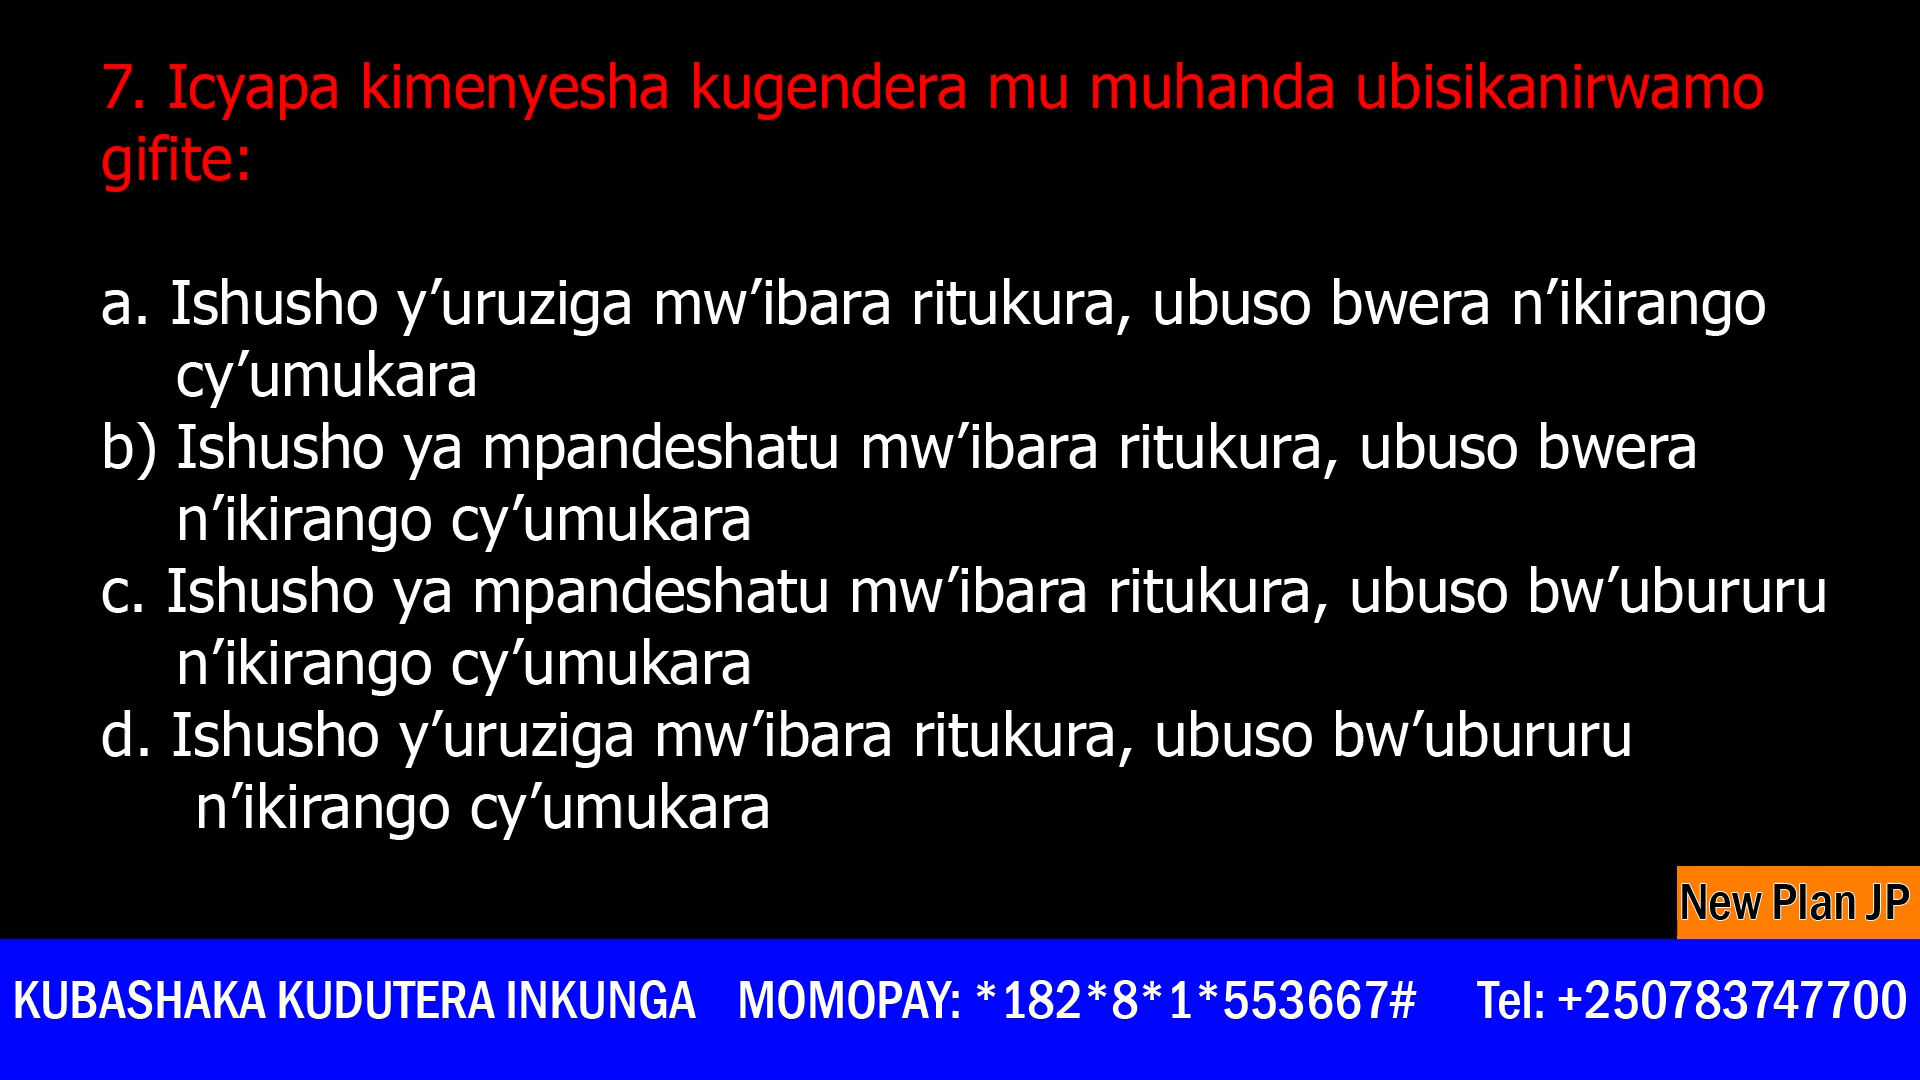 7. Icyapa kimenyesha kugendera mu muhanda ubisikanirwamo
gifite:
a. Ishusho y’uruziga mw’ibara ritukura, ubuso bwera n’ikirango
cy’umukara
b) Ishusho ya mpandeshatu mw’ibara ritukura, ubuso bwera
n’ikirango cy’umukara
c. Ishusho ya mpandeshatu mw’ibara ritukura, ubuso bw’ubururu
n’ikirango cy’umukara
d. Ishusho y’uruziga mw’ibara ritukura, ubuso bw’ubururu
n’ikirango cy’umukara
New Plan JP
KUBASHAKA KUDUTERA INKUNGA MOMOPAY: *182*8*1*553667# Tel: +250783747700